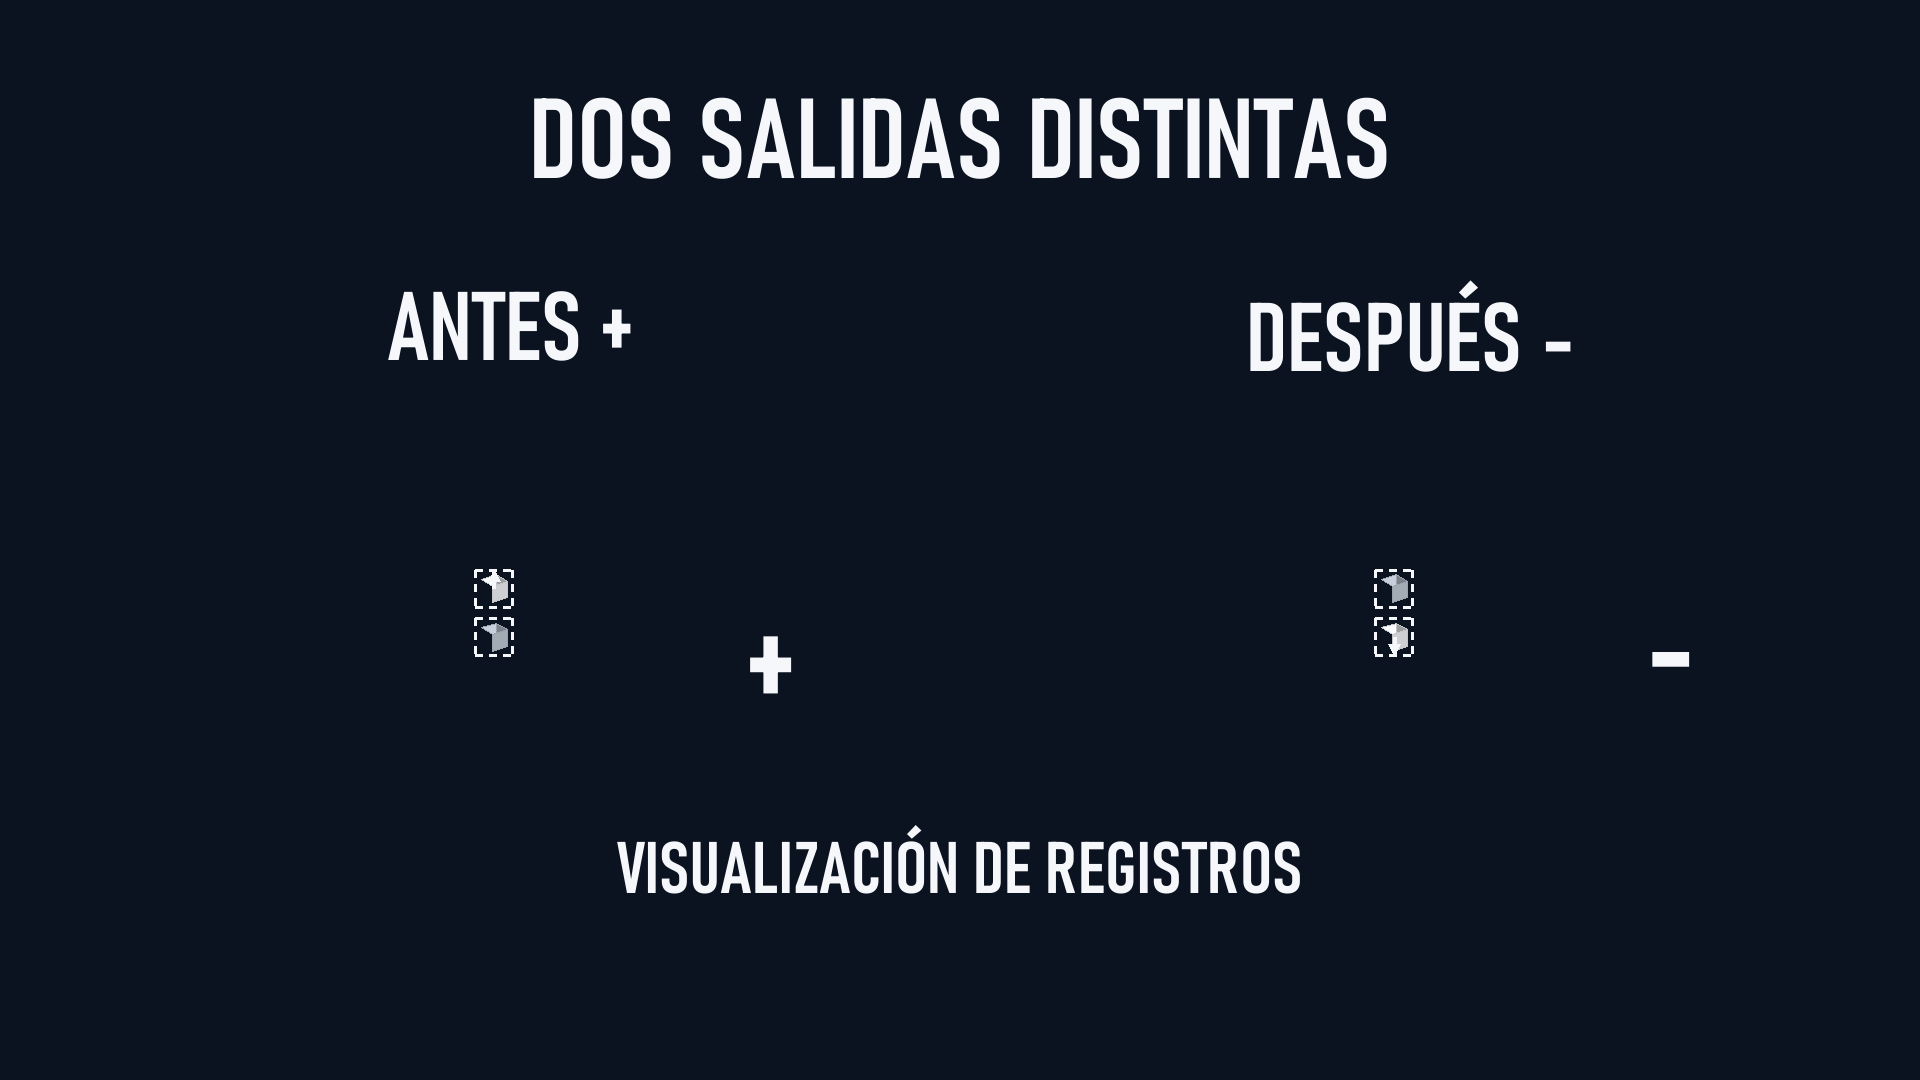 DOS SALIDAS DISTINTAS
ANTES +
DESPUÉS -
+
-
VISUALIZACIÓN DE REGISTROS